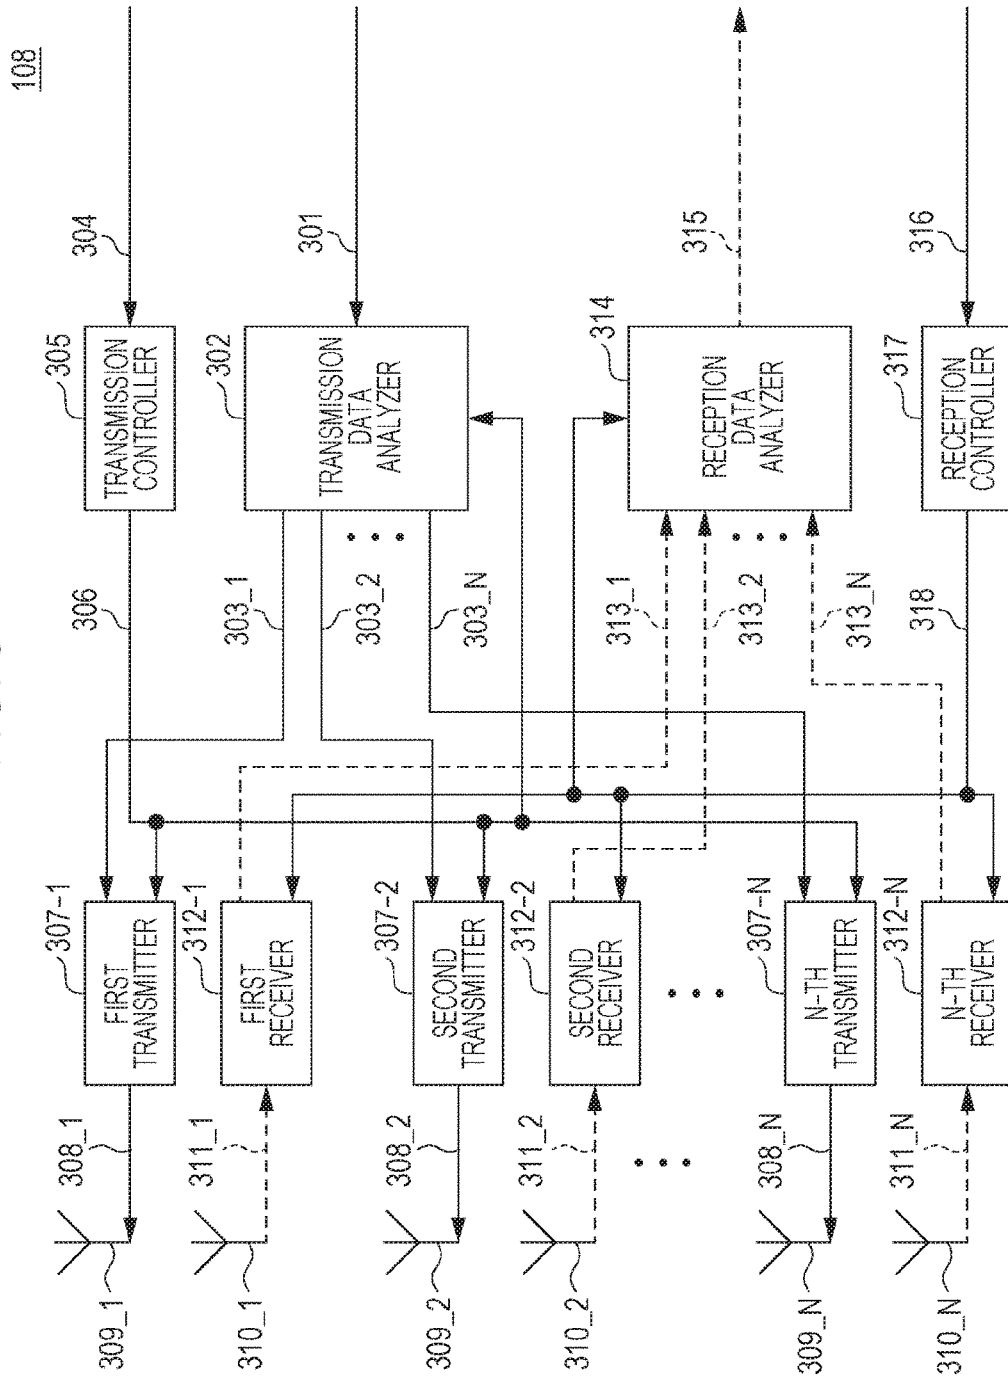 108
304
305
TRANSMISSION
CONTROLLER
306
301
302
TRANSMISSION
DATA
ANALYZER
303_1
303_2
303_N
315
314
RECEPTION
DATA
ANALYZER
313_1
313_2
313_N
316
317
RECEPTION
CONTROLLER
318
307-1
FIRST
TRANSMITTER
308_1
309_1
312-1
FIRST
RECEIVER
311_1
310_1
307-2
SECOND
TRANSMITTER
308_2
309_2
312-2
SECOND
RECEIVER
311_2
310_2
307-N
N-TH
TRANSMITTER
308_N
309_N
312-N
N-TH
RECEIVER
311_N
310_N